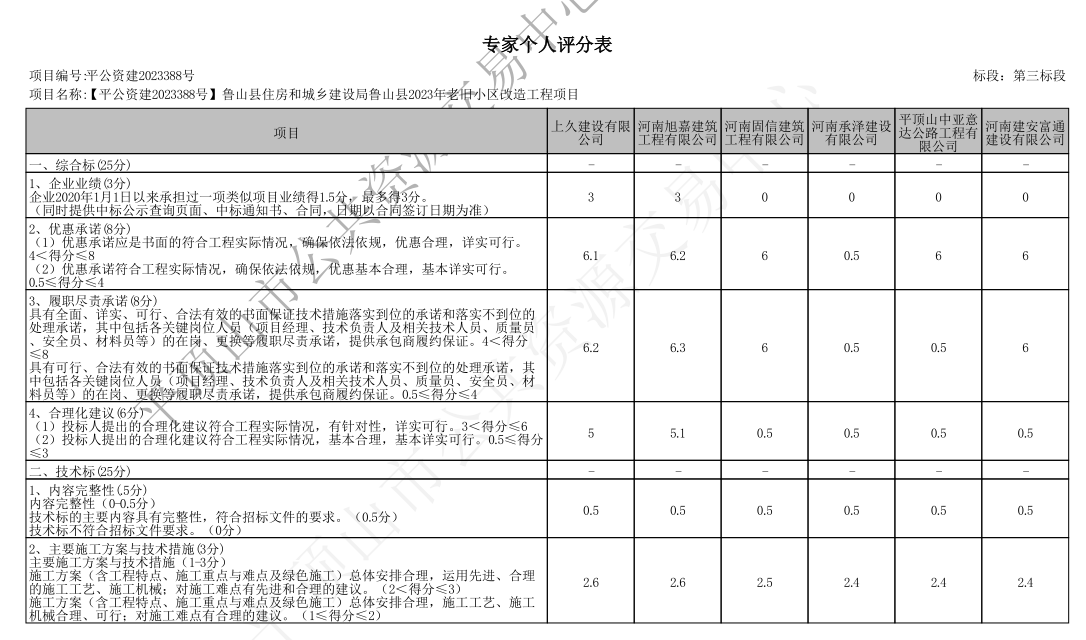 专家个人评分表
项目编号:平公资建2023388号
标段：第三标段
项目名称:【平公资建2023388号】鲁山县住房和城乡建设局鲁山县2023年老旧小区改造工程项目
项目
上久建设有限
公司
河南旭嘉建筑
工程有限公司
河南固信建筑
工程有限公司
河南承泽建设
有限公司
平顶山中亚意
达公路工程有
限公司
河南建安富通
建设有限公司
一、综合标(25分) - - - - - -
1、企业业绩(3分)
企业2020年1月1日以来承担过一项类似项目业绩得1.5分，最多得3分。
（同时提供中标公示查询页面、中标通知书、合同，日期以合同签订日期为准）
3 3 0 0 0 0
2、优惠承诺(8分)
（1）优惠承诺应是书面的符合工程实际情况，确保依法依规，优惠合理，详实可行。
4＜得分≤8
（2）优惠承诺符合工程实际情况，确保依法依规，优惠基本合理，基本详实可行。
0.5≤得分≤4
6.1 6.2 6 0.5 6 6
3、履职尽责承诺(8分)
具有全面、详实、可行、合法有效的书面保证技术措施落实到位的承诺和落实不到位的
处理承诺，其中包括各关键岗位人员（项目经理、技术负责人及相关技术人员、质量员
、安全员、材料员等）的在岗、更换等履职尽责承诺，提供承包商履约保证。4＜得分
≤8
具有可行、合法有效的书面保证技术措施落实到位的承诺和落实不到位的处理承诺，其
中包括各关键岗位人员（项目经理、技术负责人及相关技术人员、质量员、安全员、材
料员等）的在岗、更换等履职尽责承诺，提供承包商履约保证。0.5≤得分≤4
6.2 6.3 6 0.5 0.5 6
4、合理化建议(6分)
（1）投标人提出的合理化建议符合工程实际情况，有针对性，详实可行。3＜得分≤6
（2）投标人提出的合理化建议符合工程实际情况，基本合理，基本详实可行。0.5≤得分
≤3
5 5.1 0.5 0.5 0.5 0.5
二、技术标(25分) - - - - - -
1、内容完整性(.5分)
内容完整性（0-0.5分）
技术标的主要内容具有完整性，符合招标文件的要求。（0.5分）
技术标不符合招标文件要求。（0分）
0.5 0.5 0.5 0.5 0.5 0.5
2、主要施工方案与技术措施(3分)
主要施工方案与技术措施（1-3分）
施工方案（含工程特点、施工重点与难点及绿色施工）总体安排合理，运用先进、合理
的施工工艺、施工机械；对施工难点有先进和合理的建议。（2＜得分≤3）
施工方案（含工程特点、施工重点与难点及绿色施工）总体安排合理，施工工艺、施工
机械合理、可行；对施工难点有合理的建议。（1≤得分≤2）
2.6 2.6 2.5 2.4 2.4 2.4
平顶山市公共资源交易中心
平顶山市公共资源交易中心